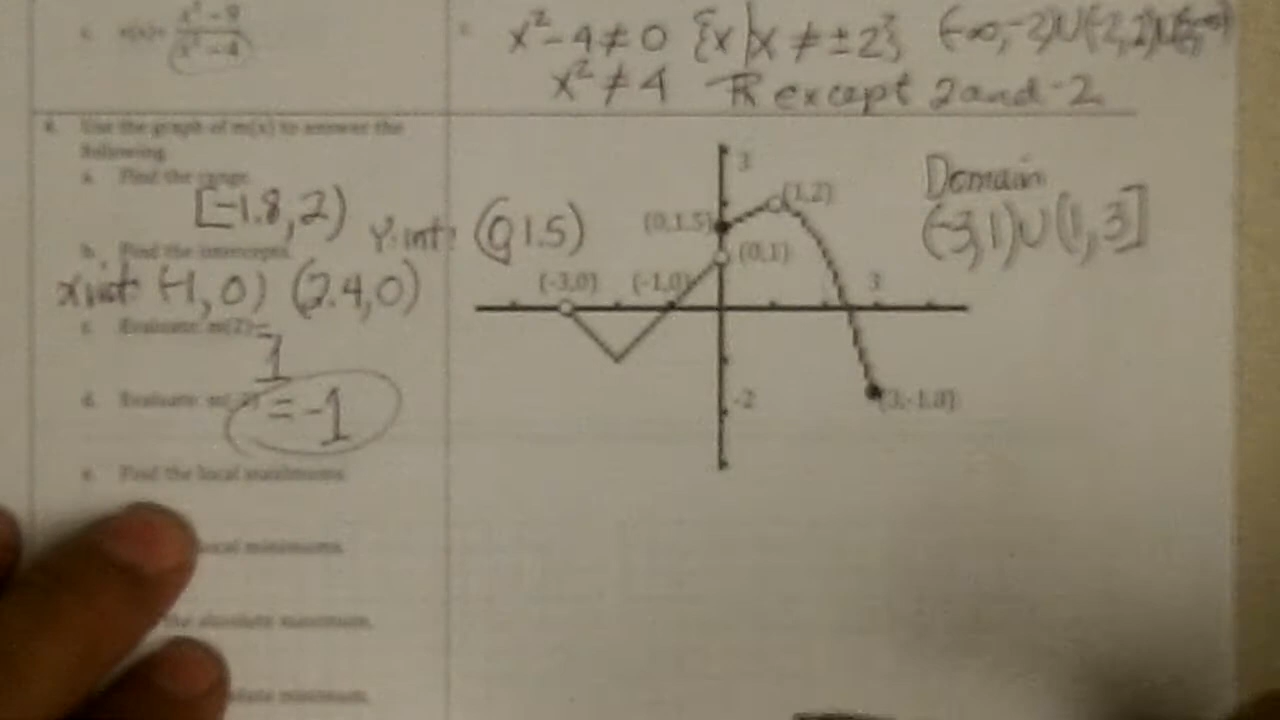 x²-4≠0 {x|x≠±2} (-∞,-2)U(-2,2)U(2,∞)
x²≠4 ℝ except 2 and -2
4. Use the graph of m(x) to answer the
following.
a. Find the range.
[-1.8,2)
b. Find the intercepts.
Y-int: (0,1.5)
x int: (-1,0) (2.4,0)
c. Evaluate: m(2)=
1
d. Evaluate:
= -1
e. Find the local maximums.
local minimums.
the absolute maximum.
minimum.
3
(1,2)
(0,1.5)
(0,1)
(-3,0) (-1,0) 3
-2
(3,-1.8)
Domain
(-3,1)U(1,3]